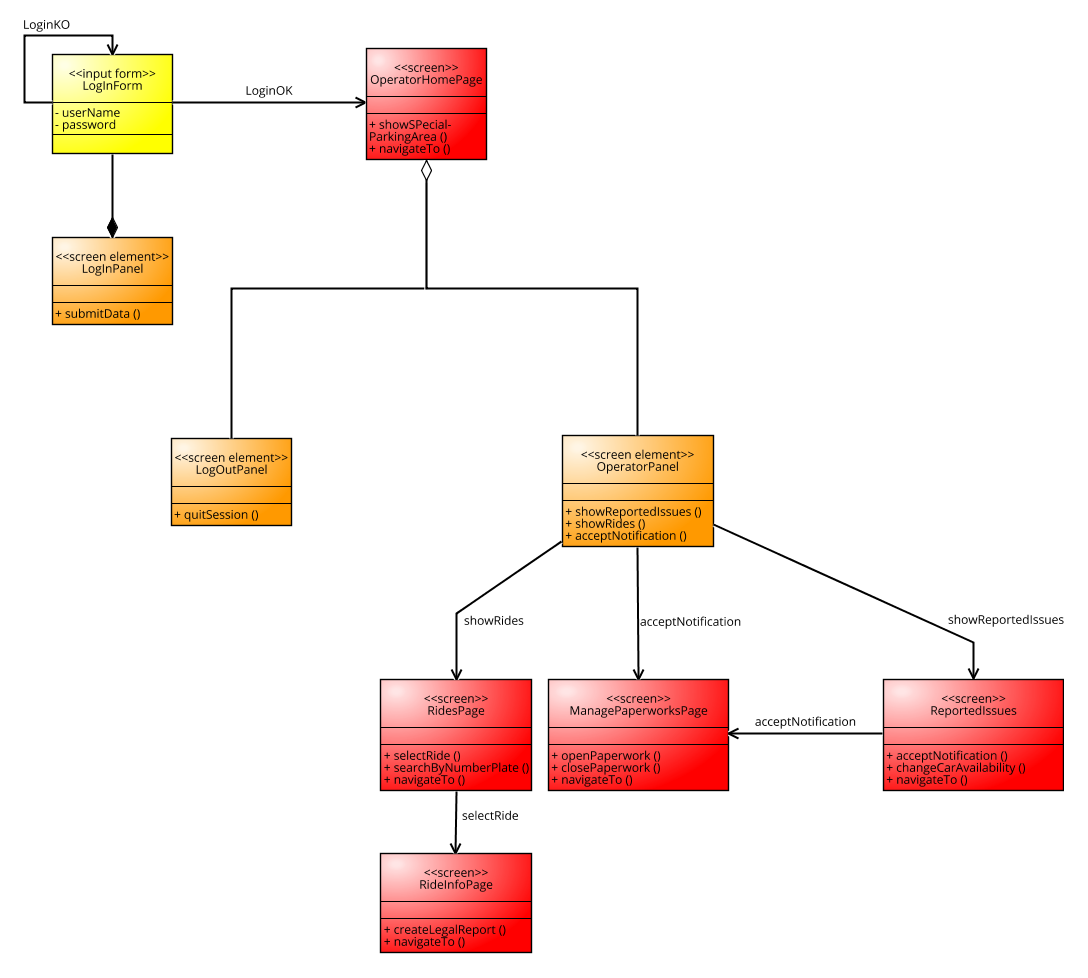 LoginKO
<<input form>>
LogInForm
- userName
- password
LoginOK
<<screen>>
OperatorHomePage
+ showSPecial-
ParkingArea ()
+ navigateTo ()
<<screen element>>
LogInPanel
+ submitData ()
<<screen element>>
LogOutPanel
+ quitSession ()
<<screen element>>
OperatorPanel
+ showReportedIssues ()
+ showRides ()
+ acceptNotification ()
showRides
acceptNotification
showReportedIssues
<<screen>>
RidesPage
+ selectRide ()
+ searchByNumberPlate ()
+ navigateTo ()
<<screen>>
ManagePaperworksPage
+ openPaperwork ()
+ closePaperwork ()
+ navigateTo ()
acceptNotification
<<screen>>
ReportedIssues
+ acceptNotification ()
+ changeCarAvailability ()
+ navigateTo ()
selectRide
<<screen>>
RideInfoPage
+ createLegalReport ()
+ navigateTo ()